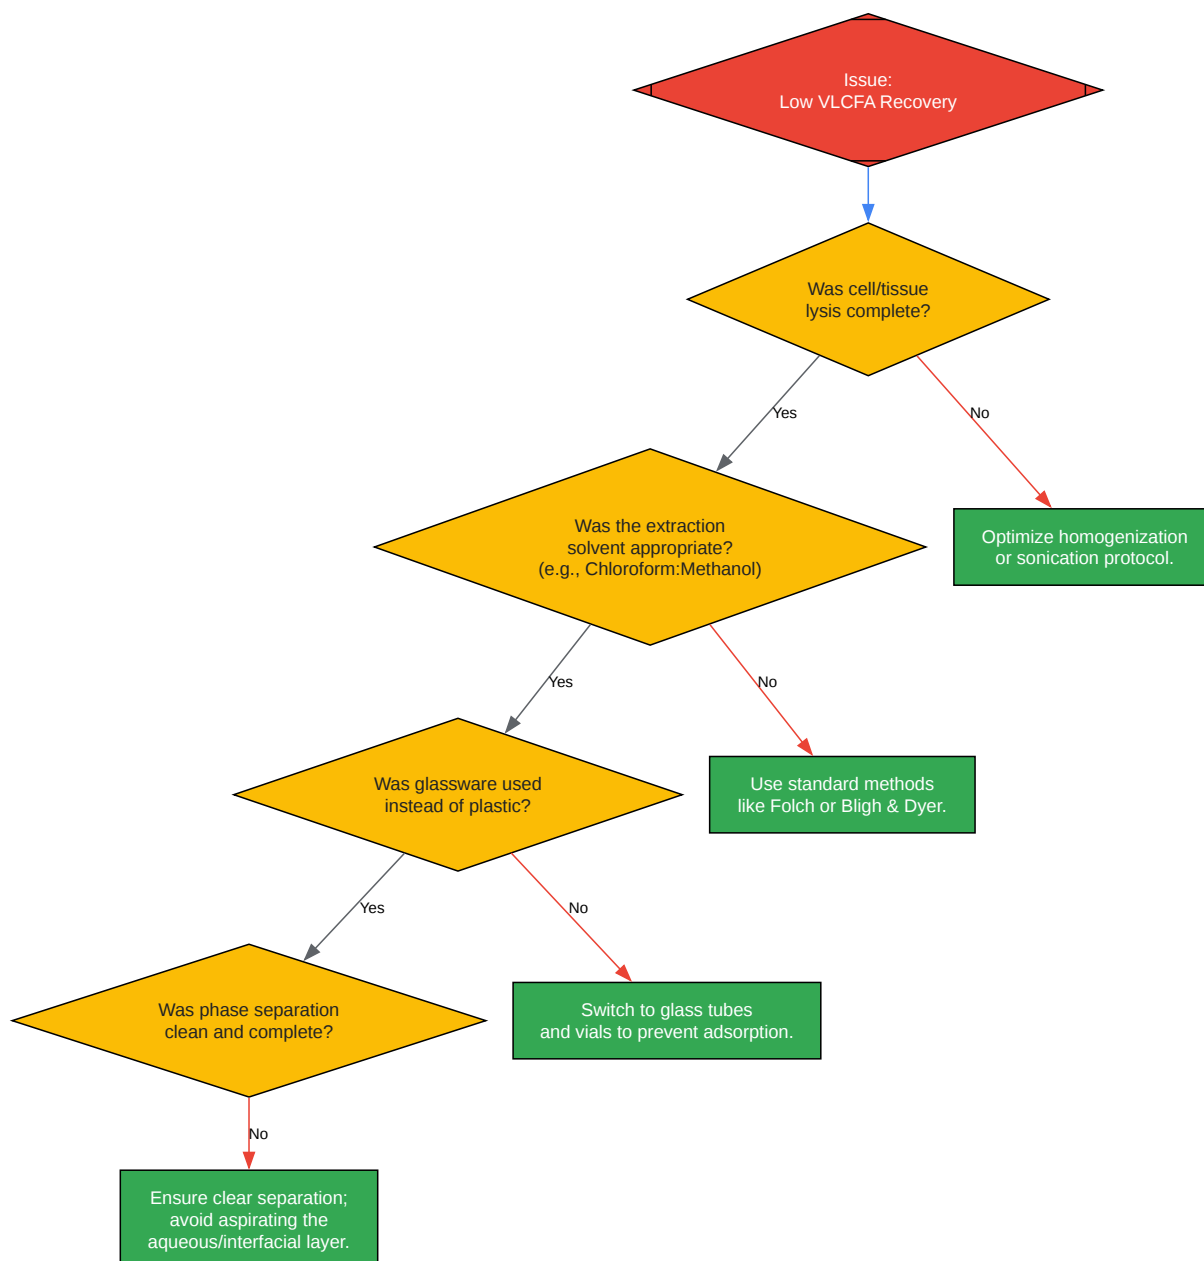 Issue:
Low VLCFA Recovery
Was cell/tissue
lysis complete?
Yes
No
Was the extraction
solvent appropriate?
(e.g., Chloroform:Methanol)
Optimize homogenization
or sonication protocol.
Yes
No
Was glassware used
instead of plastic?
Use standard methods
like Folch or Bligh & Dyer.
Yes
No
Was phase separation
clean and complete?
Switch to glass tubes
and vials to prevent adsorption.
No
Ensure clear separation;
avoid aspirating the
aqueous/interfacial layer.